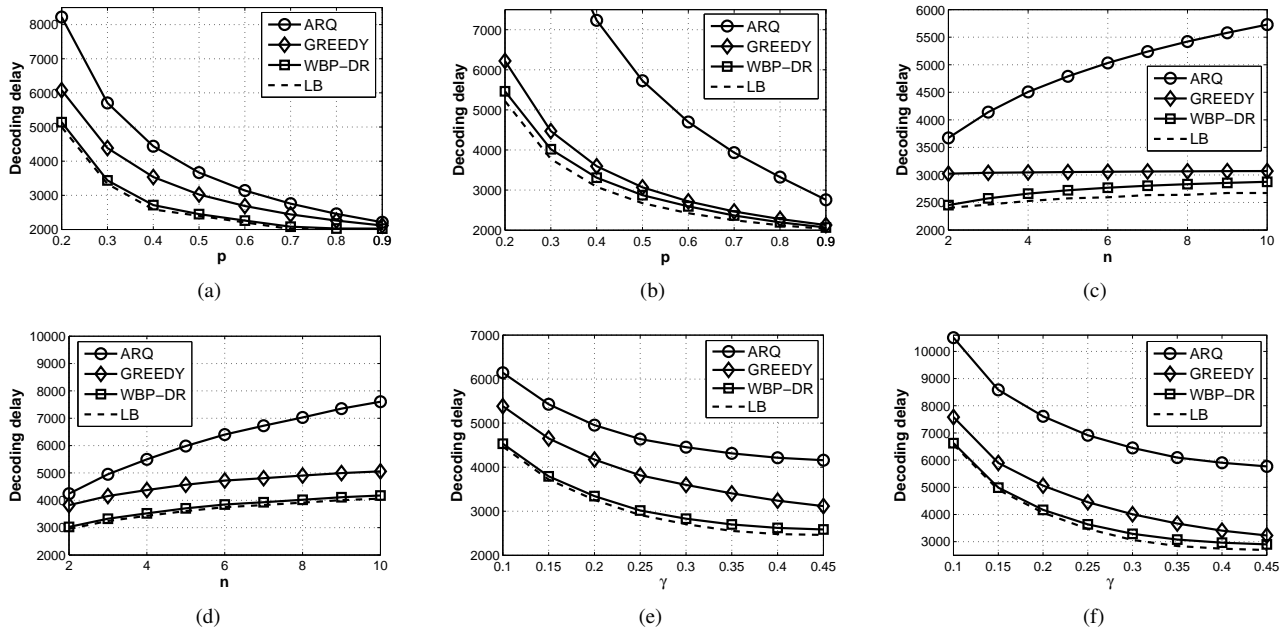 8000
7000
6000
5000
4000
3000
2000
Decoding delay
0.2 0.3 0.4 0.5 0.6 0.7 0.8 0.9
p
ARQ
GREEDY
WBP-DR
LB
(a)
7000
6000
5000
4000
3000
2000
Decoding delay
0.2 0.3 0.4 0.5 0.6 0.7 0.8 0.9
p
ARQ
GREEDY
WBP-DR
LB
(b)
6000
5500
5000
4500
4000
3500
3000
2500
2000
Decoding delay
2 4 6 8 10
n
ARQ
GREEDY
WBP-DR
LB
(c)
10000
9000
8000
7000
6000
5000
4000
3000
2000
Decoding delay
2 4 6 8 10
n
ARQ
GREEDY
WBP-DR
LB
(d)
7000
6000
5000
4000
3000
2000
Decoding delay
0.1 0.15 0.2 0.25 0.3 0.35 0.4 0.45
γ
ARQ
GREEDY
WBP-DR
LB
(e)
10000
9000
8000
7000
6000
5000
4000
3000
Decoding delay
0.1 0.15 0.2 0.25 0.3 0.35 0.4 0.45
γ
ARQ
GREEDY
WBP-DR
LB
(f)